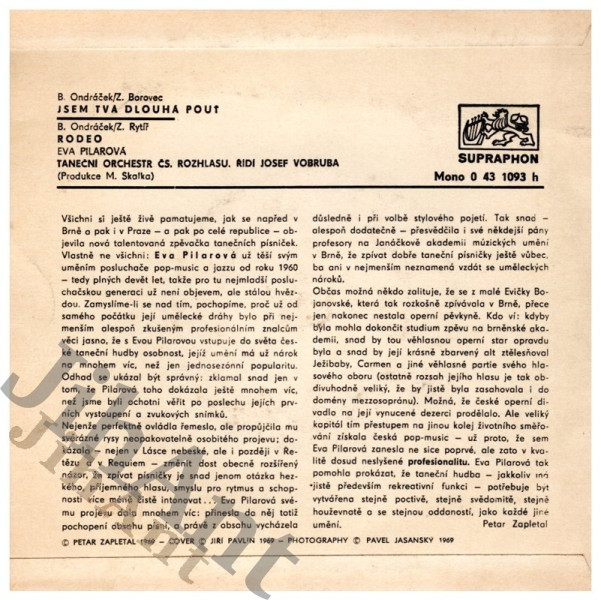 B. Ondráček/Z. Borovec
JSEM TVÁ DLOUHÁ POUŤ
B. Ondráček/Z. Rytíř
RODEO
EVA PILAROVÁ
TANEČNÍ ORCHESTR ČS. ROZHLASU. ŘÍDÍ JOSEF VOBRUBA
(Produkce M. Skalka)
SUPRAPHON
Mono 0 43 1093 h
Všichni si ještě živě pamatujeme, jak se napřed v
Brně a pak i v Praze – a pak po celé republice – ob-
jevila nová talentovaná zpěvačka tanečních písniček.
Vlastně ne všichni: Eva Pilarová už těší svým
uměním posluchače pop-music a jazzu od roku 1960
– tedy plných devět let, takže pro tu nejmladší poslu-
chačskou generaci už není objevem, ale stálou hvěz-
dou. Zamyslíme-li se nad tím, pochopíme, proč už od
samého počátku její umělecké dráhy bylo při nej-
menším alespoň zkušeným profesionálním znalcům
věci jasno, že s Evou Pilarovou vstupuje do světa čes-
ké taneční hudby osobnost, jejíž umění má už nárok
na mnohem víc, než jen jednosezónní popularitu.
Odhad se ukázal být správný: zklamal snad jen v
tom, že Pilarová toho dokázala ještě mnohem víc,
než jsme byli ochotni věřit po poslechu jejích prv-
ních vystoupení a zvukových snímků.
Nejenže rychle ovládla řemeslo, ale propůjčila mu
výrazné rysy neopakovatelně osobitého projevu; do-
kázala – nejen v Lásce nebeské, ale i později v Ře-
tězu a v Requiem – změnit dost obecně rozšířený
názor, že zpívat písničky je snad jenom otázka hez-
kého, příjemného hlasu, smyslu pro rytmus a schop-
nosti více méně čistě intonovat... Eva Pilarová své-
mu projevu dala mnohem víc: přinesla do něj totiž
pochopení obsahu písní, a právě z obsahu vycházela
důsledně i při volbě stylového pojetí. Tak snad –
alespoň dodatečně – přesvědčila i své někdejší pány
profesory na Janáčkově akademii múzických umění
v Brně, že zpívat dobře taneční písničky ještě vůbec,
ba ani v nejmenším neznamená vzdát se uměleckých
nároků.
Občas možná někdo zalituje, že se z malé Evičky Bo-
janovské, která tak rozkošně zpívávala v Brně, přece
jen nakonec nestala operní pěvkyně. Kdo ví: kdyby
byla mohla dokončit studium zpěvu na brněnské aka-
demii, snad by tou věhlasnou operní star opravdu
byla a snad by její krásně zbarvený alt ztělesňoval
Ježibaby, Carmen a jiné věhlasné partie svého hlaso-
vého oboru (ostatně rozsah jejího hlasu je tak ob-
divuhodně veliký, že by jistě byla zasahovala i do
domény mezzosopránu). Možná, že české operní di-
vadlo na její vynucené dezerci prodělalo. Ale veliký
kapitál tím přestupem na jinou kolej životního směřo-
vání získala česká pop-music – už proto, že sem
Eva Pilarová zanesla ne sice poprvé, ale zato v kva-
litě dosud neslyšené profesionalitu. Eva Pilarová tak
pomohla prokázat, že taneční hudba – jakkoliv má
jistě především rekreativní funkci – potřebuje být
vytvářena stejně poctivě, stejně svědomitě, stejně
houževnatě a se stejnou oddaností, jako každé jiné
umění.
Petar Zapletal
© PETAR ZAPLETAL 1969 – COVER © JIŘÍ PAVLÍN 1969 – PHOTOGRAPHY © PAVEL JASANSKÝ 1969